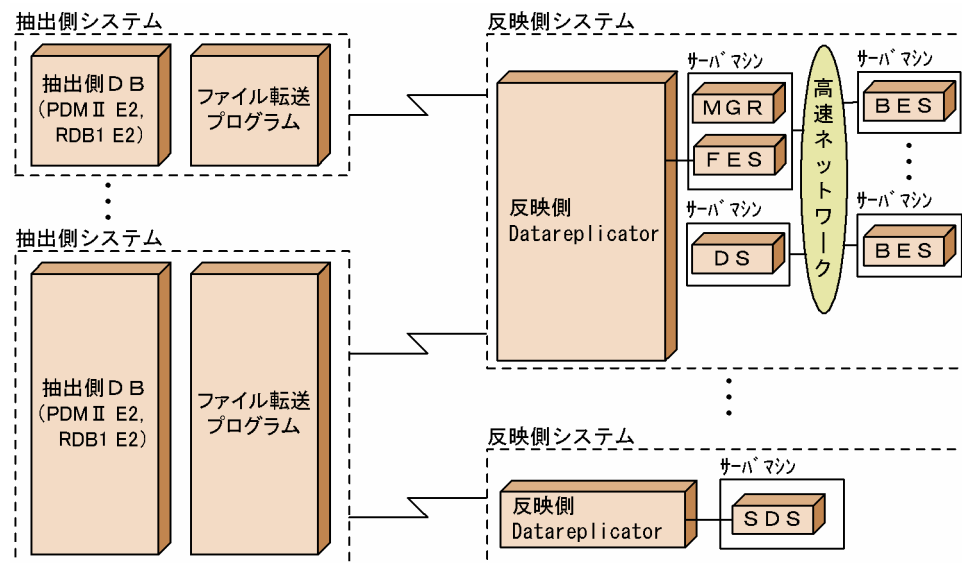 抽出側システム
抽出側ＤＢ
(PDMⅡ E2,
RDB1 E2)
ファイル転送
プログラム
抽出側システム
抽出側ＤＢ
(PDMⅡ E2,
RDB1 E2)
ファイル転送
プログラム
反映側システム
反映側
Datareplicator
ｻｰﾊﾞﾏｼﾝ
ＭＧＲ
ＦＥＳ
ｻｰﾊﾞﾏｼﾝ
ＤＳ
高速ネットワーク
ｻｰﾊﾞﾏｼﾝ
ＢＥＳ
ｻｰﾊﾞﾏｼﾝ
ＢＥＳ
反映側システム
反映側
Datareplicator
ｻｰﾊﾞﾏｼﾝ
ＳＤＳ